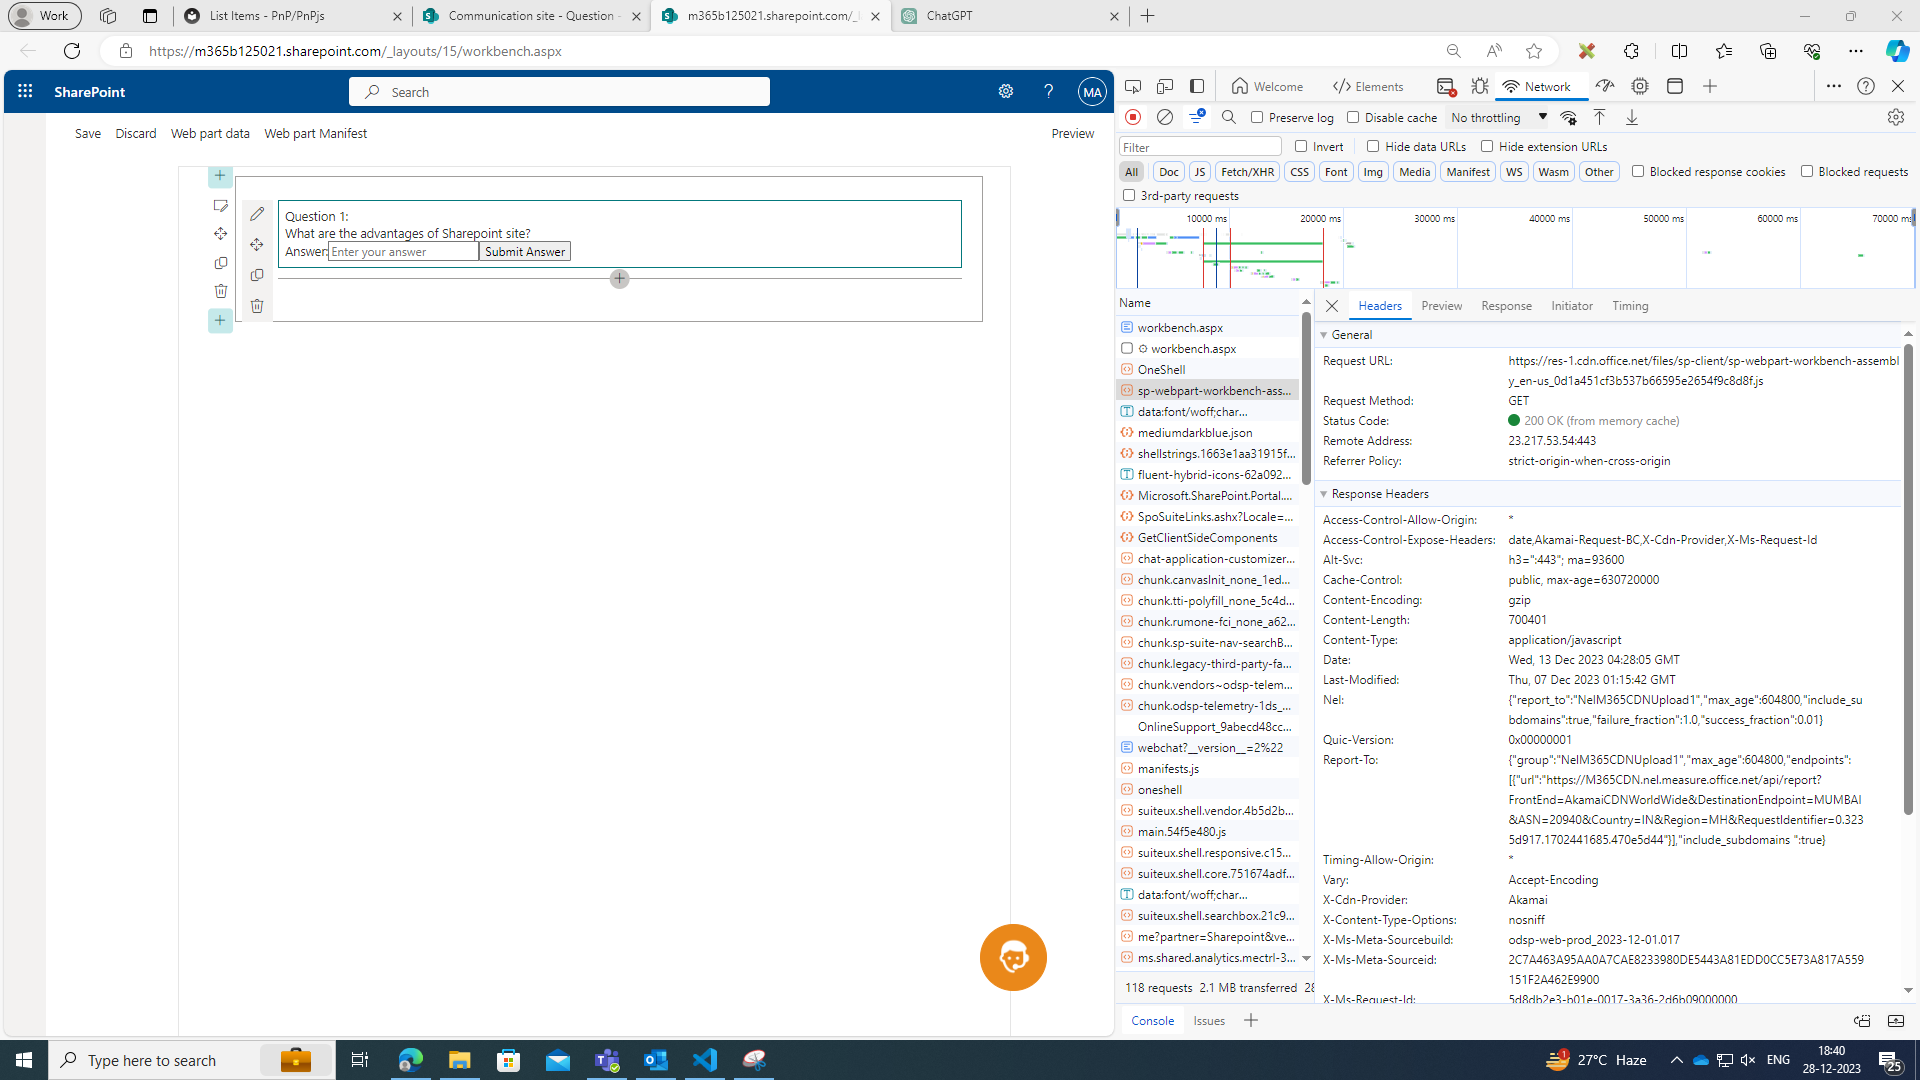 Work
List Items - PnP/PnPjs
Communication site - Question -
m365b125021.sharepoint.com/_l
ChatGPT
https://m365b125021.sharepoint.com/_layouts/15/workbench.aspx
SharePoint
Search
MA
Save
Discard
Web part data
Web part Manifest
Preview
Question 1:
What are the advantages of Sharepoint site?
Answer:
Enter your answer
Submit Answer
Welcome
Elements
Network
Preserve log
Disable cache
No throttling
Filter
Invert
Hide data URLs
Hide extension URLs
All
Doc
JS
Fetch/XHR
CSS
Font
Img
Media
Manifest
WS
Wasm
Other
Blocked response cookies
Blocked requests
3rd-party requests
10000 ms
20000 ms
30000 ms
40000 ms
50000 ms
60000 ms
70000 ms
Name
workbench.aspx
workbench.aspx
OneShell
sp-webpart-workbench-ass...
data:font/woff;char...
mediumdarkblue.json
shellstrings.1663e1aa31915f...
fluent-hybrid-icons-62a092...
Microsoft.SharePoint.Portal....
SpoSuiteLinks.ashx?Locale=...
GetClientSideComponents
chat-application-customizer...
chunk.canvasInit_none_1ed...
chunk.tti-polyfill_none_5c4d...
chunk.rumone-fci_none_a62...
chunk.sp-suite-nav-searchB...
chunk.legacy-third-party-fa...
chunk.vendors~odsp-telem...
chunk.odsp-telemetry-1ds_...
OnlineSupport_9abecd48cc...
webchat?__version__=2%22
manifests.js
oneshell
suiteux.shell.vendor.4b5d2b...
main.54f5e480.js
suiteux.shell.responsive.c15...
suiteux.shell.core.751674adf...
data:font/woff;char...
suiteux.shell.searchbox.21c9...
me?partner=Sharepoint&ve...
ms.shared.analytics.mectrl-3...
118 requests
2.1 MB transferred
28
Headers
Preview
Response
Initiator
Timing
General
Request URL:
https://res-1.cdn.office.net/files/sp-client/sp-webpart-workbench-assembl
y_en-us_0d1a451cf3b537b66595e2654f9c8d8f.js
Request Method:
GET
Status Code:
200 OK (from memory cache)
Remote Address:
23.217.53.54:443
Referrer Policy:
strict-origin-when-cross-origin
Response Headers
Access-Control-Allow-Origin:
*
Access-Control-Expose-Headers:
date,Akamai-Request-BC,X-Cdn-Provider,X-Ms-Request-Id
Alt-Svc:
h3=":443"; ma=93600
Cache-Control:
public, max-age=630720000
Content-Encoding:
gzip
Content-Length:
700401
Content-Type:
application/javascript
Date:
Wed, 13 Dec 2023 04:28:05 GMT
Last-Modified:
Thu, 07 Dec 2023 01:15:42 GMT
Nel:
{"report_to":"NelM365CDNUpload1","max_age":604800,"include_su
bdomains":true,"failure_fraction":1.0,"success_fraction":0.01}
Quic-Version:
0x00000001
Report-To:
{"group":"NelM365CDNUpload1","max_age":604800,"endpoints":
[{"url":"https://M365CDN.nel.measure.office.net/api/report?
FrontEnd=AkamaiCDNWorldWide&DestinationEndpoint=MUMBAI
&ASN=20940&Country=IN&Region=MH&RequestIdentifier=0.323
5d917.1702441685.470e5d44"}],"include_subdomains ":true}
Timing-Allow-Origin:
*
Vary:
Accept-Encoding
X-Cdn-Provider:
Akamai
X-Content-Type-Options:
nosniff
X-Ms-Meta-Sourcebuild:
odsp-web-prod_2023-12-01.017
X-Ms-Meta-Sourceid:
2C7A463A95AA0A7CAE8233980DE5443A81EDD0CC5E73A817A559
151F2A462E9900
X-Ms-Request-Id:
5d8db2e3-b01e-0017-3a36-2d6b09000000
Console
Issues
Type here to search
27°C Haze
ENG
18:40
28-12-2023
25